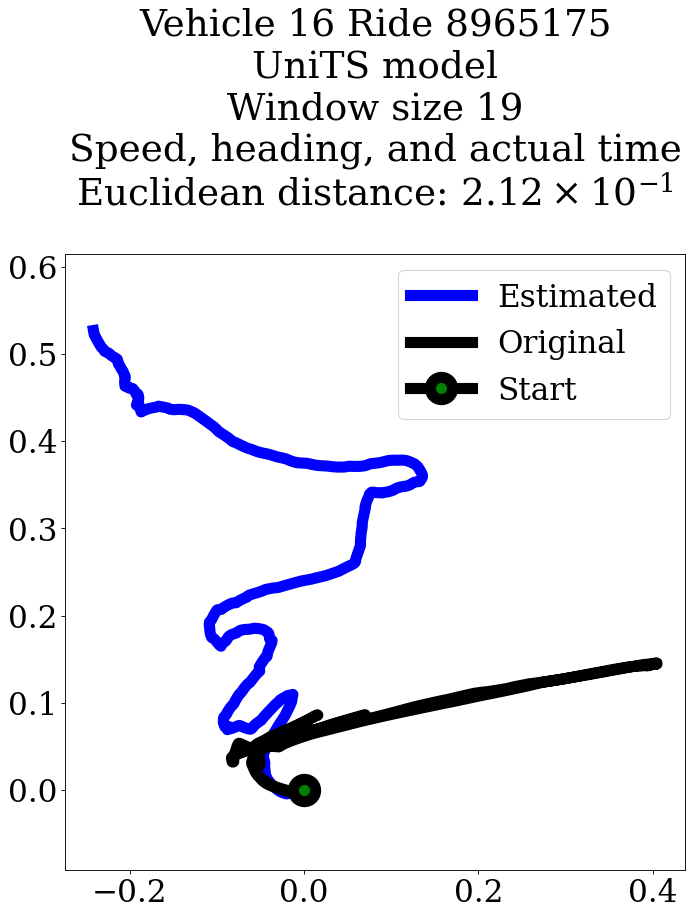 Vehicle 16 Ride 8965175
UniTS model
Window size 19
Speed, heading, and actual time
Euclidean distance: 2.12 × 10⁻¹
Estimated
Original
Start
0.6
0.5
0.4
0.3
0.2
0.1
0.0
−0.2 0.0 0.2 0.4